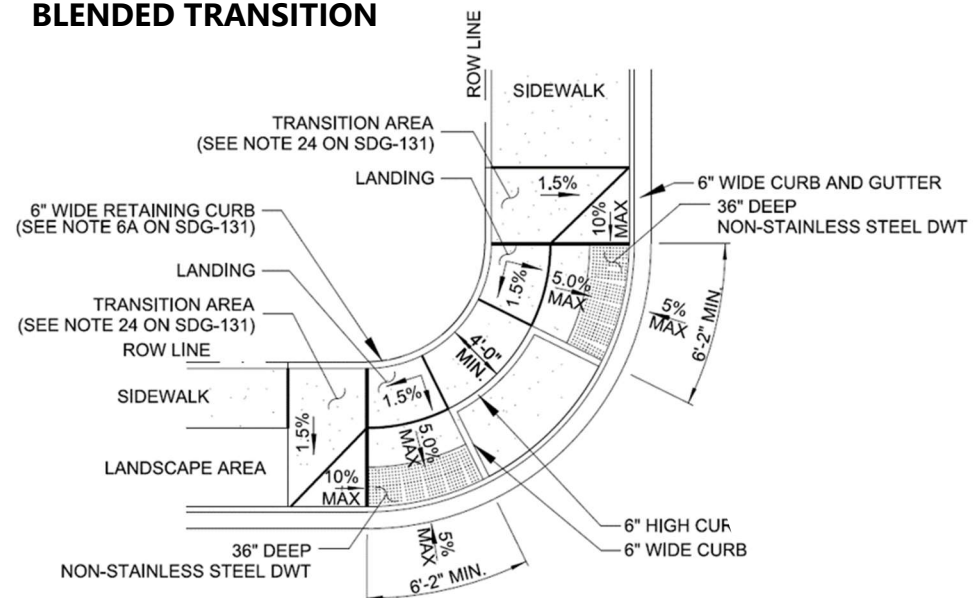 BLENDED TRANSITION
ROW LINE
SIDEWALK
TRANSITION AREA
(SEE NOTE 24 ON SDG-131)
LANDING
1.5%
10%
MAX
6" WIDE CURB AND GUTTER
36" DEEP
NON-STAINLESS STEEL DWT
6" WIDE RETAINING CURB
(SEE NOTE 6A ON SDG-131)
LANDING
TRANSITION AREA
(SEE NOTE 24 ON SDG-131)
ROW LINE
1.5%
5.0%
MAX
5%
MAX
6'-2" MIN.
4'-0"
MIN.
SIDEWALK
1.5%
1.5%
5.0%
MAX
LANDSCAPE AREA
10%
MAX
36" DEEP
NON-STAINLESS STEEL DWT
5%
MAX
6'-2" MIN.
6" HIGH CUR
6" WIDE CURB